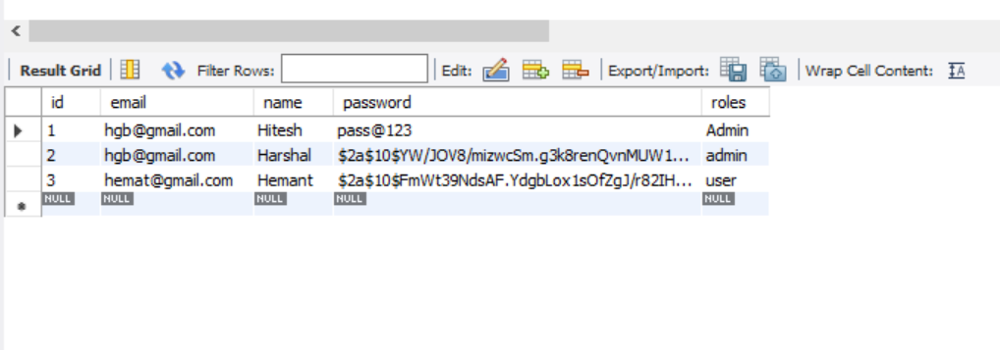 Result Grid Filter Rows: Edit: Export/Import: Wrap Cell Content: IA
id email name password roles
1 hgb@gmail.com Hitesh pass@123 Admin
2 hgb@gmail.com Harshal $2a$10$YW/JOV8/mizwcSm.g3k8renQvnMUW1... admin
3 hemat@gmail.com Hemant $2a$10$FmWt39NdsAF.YdgbLox1sOfZgJ/r82IH... user
NULL NULL NULL NULL NULL